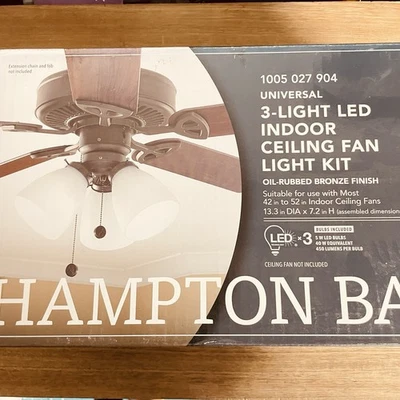 Extension chain and fob
not included
1005 027 904
UNIVERSAL
3-LIGHT LED
INDOOR
CEILING FAN
LIGHT KIT
OIL-RUBBED BRONZE FINISH
Suitable for use with Most
42 in to 52 in Indoor Ceiling Fans
13.3 in DIA x 7.2 in H (assembled dimension
LED x 3
BULBS INCLUDED
5 W LED BULBS
40 W EQUIVALENT
450 LUMENS PER BULB
CEILING FAN NOT INCLUDED
HAMPTON BA